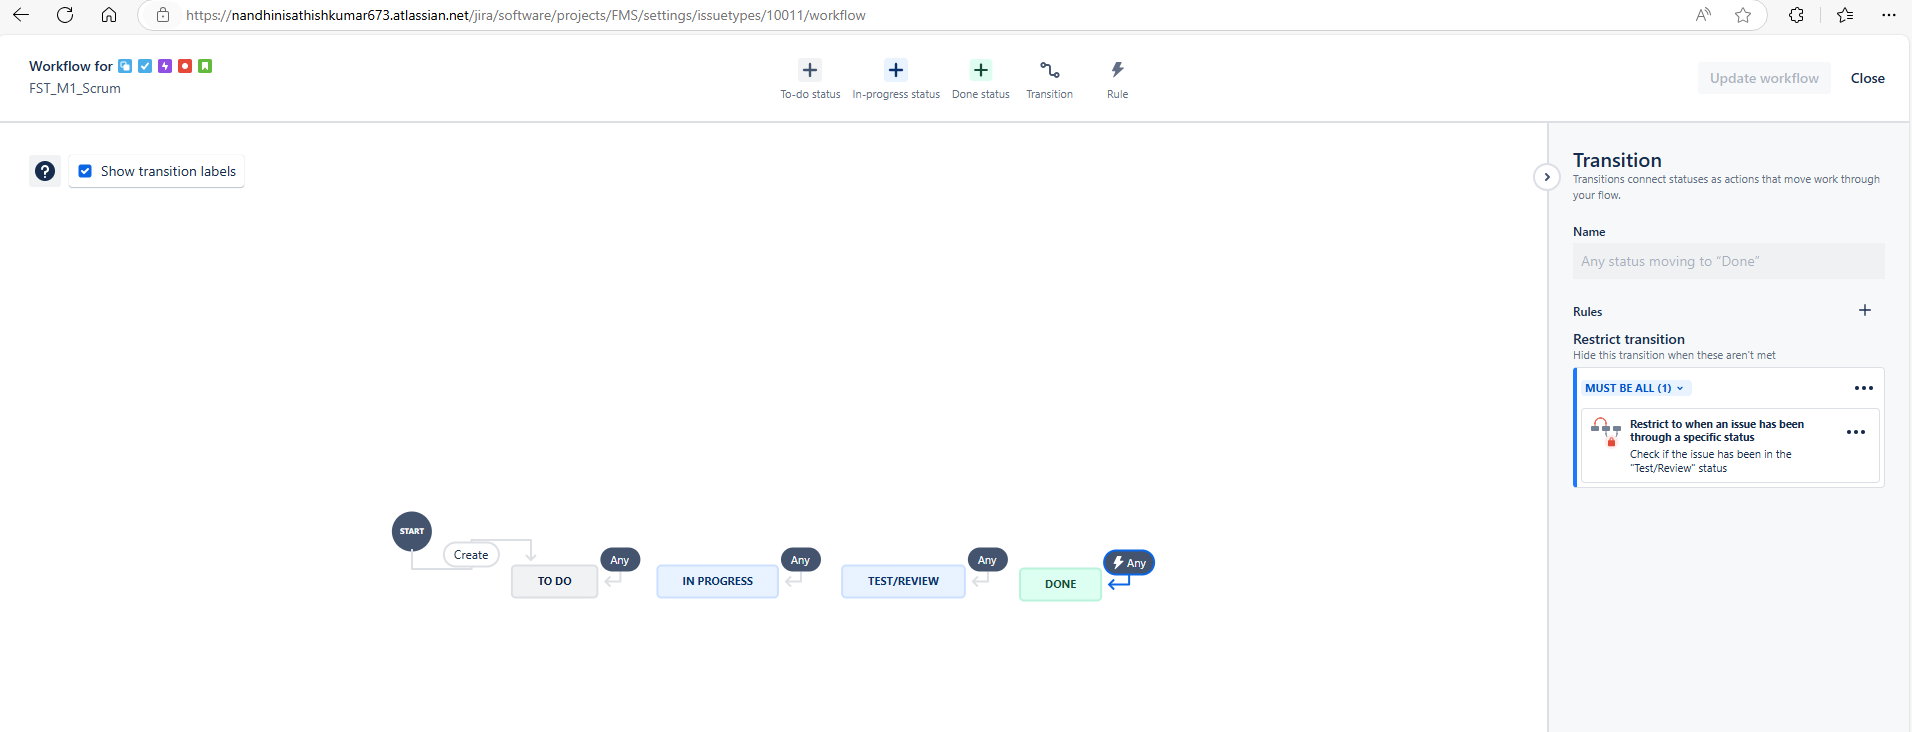 https://nandhinisathishkumar673.atlassian.net/jira/software/projects/FMS/settings/issuetypes/10011/workflow
Workflow for
FST_M1_Scrum
To-do status
In-progress status
Done status
Transition
Rule
Update workflow
Close
Show transition labels
START
Create
TO DO
Any
IN PROGRESS
Any
TEST/REVIEW
Any
DONE
Any
Transition
Transitions connect statuses as actions that move work through
your flow.
Name
Any status moving to “Done”
Rules
Restrict transition
Hide this transition when these aren't met
MUST BE ALL (1)
Restrict to when an issue has been
through a specific status
Check if the issue has been in the
"Test/Review" status